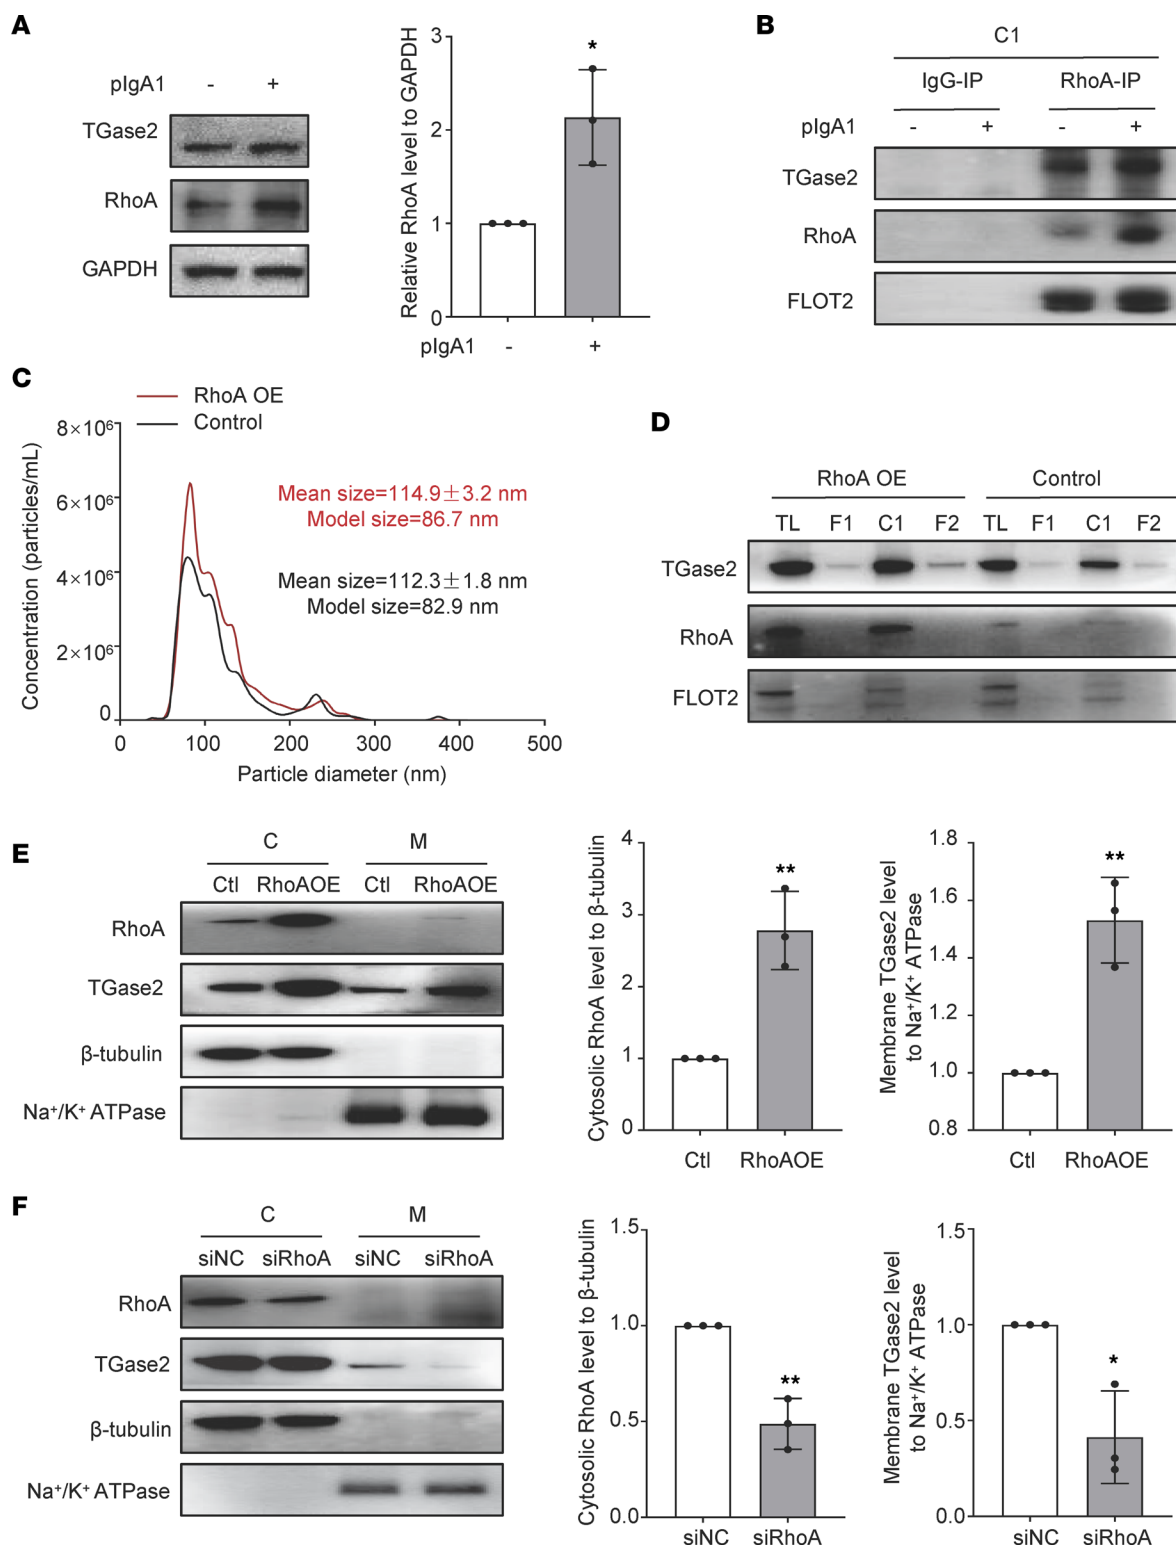 A
pIgA1 - +
TGase2
RhoA
GAPDH
Relative RhoA level to GAPDH
3
2
1
0
*
pIgA1 - +
B
C1
IgG-IP RhoA-IP
pIgA1 - + - +
TGase2
RhoA
FLOT2
C
RhoA OE
Control
Concentration (particles/mL)
8×10⁶
6×10⁶
4×10⁶
2×10⁶
0
Mean size=114.9±3.2 nm
Model size=86.7 nm
Mean size=112.3±1.8 nm
Model size=82.9 nm
0 100 200 300 400 500
Particle diameter (nm)
D
RhoA OE Control
TL F1 C1 F2 TL F1 C1 F2
TGase2
RhoA
FLOT2
E
C M
Ctl RhoAOE Ctl RhoAOE
RhoA
TGase2
β-tubulin
Na⁺/K⁺ ATPase
Cytosolic RhoA level to β-tubulin
4
3
2
1
0
**
Ctl RhoAOE
Membrane TGase2 level
to Na⁺/K⁺ ATPase
1.8
1.6
1.4
1.2
1.0
0.8
**
Ctl RhoAOE
F
C M
siNC siRhoA siNC siRhoA
RhoA
TGase2
β-tubulin
Na⁺/K⁺ ATPase
Cytosolic RhoA level to β-tubulin
1.5
1.0
0.5
0.0
**
siNC siRhoA
Membrane TGase2 level
to Na⁺/K⁺ ATPase
1.5
1.0
0.5
0.0
*
siNC siRhoA